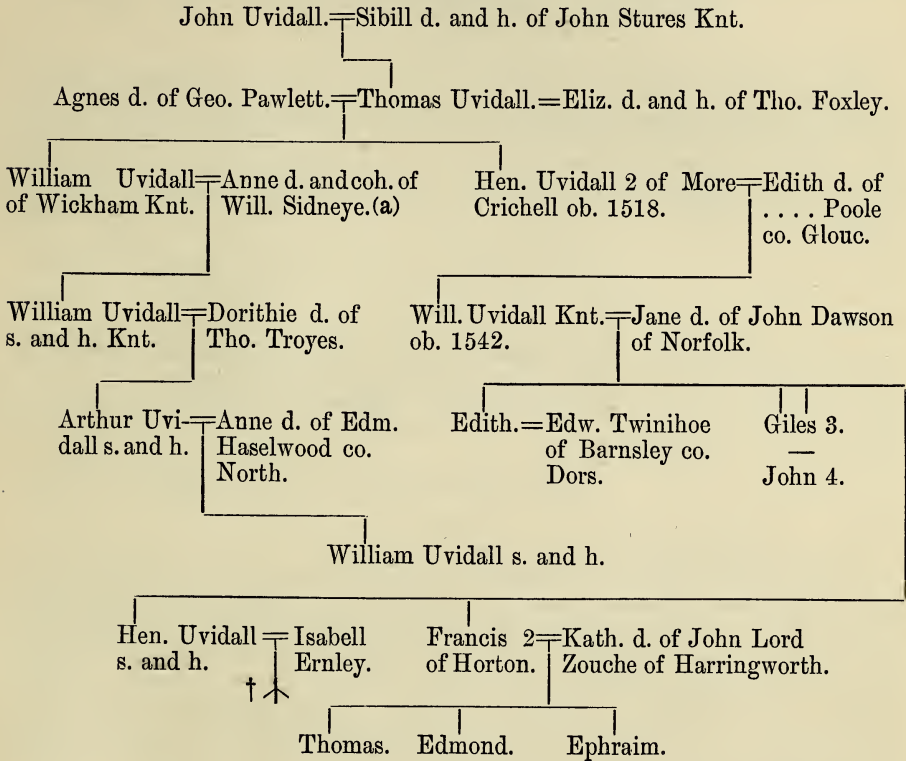 John Uvidall.=Sibill d. and h. of John Stures Knt.
Agnes d. of Geo. Pawlett.=Thomas Uvidall.=Eliz. d. and h. of Tho. Foxley.
William Uvidall=Anne d. and coh. of
of Wickham Knt. Will. Sidneye.(a)
Hen. Uvidall 2 of More=Edith d. of
Crichell ob. 1518. .... Poole
co. Glouc.
William Uvidall=Dorithie d. of
s. and h. Knt. Tho. Troyes.
Will. Uvidall Knt.=Jane d. of John Dawson
ob. 1542. of Norfolk.
Arthur Uvi-=Anne d. of Edm.
dall s. and h. Haselwood co.
North.
Edith.=Edw. Twinihoe
of Barnsley co.
Dors.
Giles 3.
—
John 4.
William Uvidall s. and h.
Hen. Uvidall=Isabell
s. and h. Ernley.
†
Francis 2=Kath. d. of John Lord
of Horton. Zouche of Harringworth.
Thomas. Edmond. Ephraim.